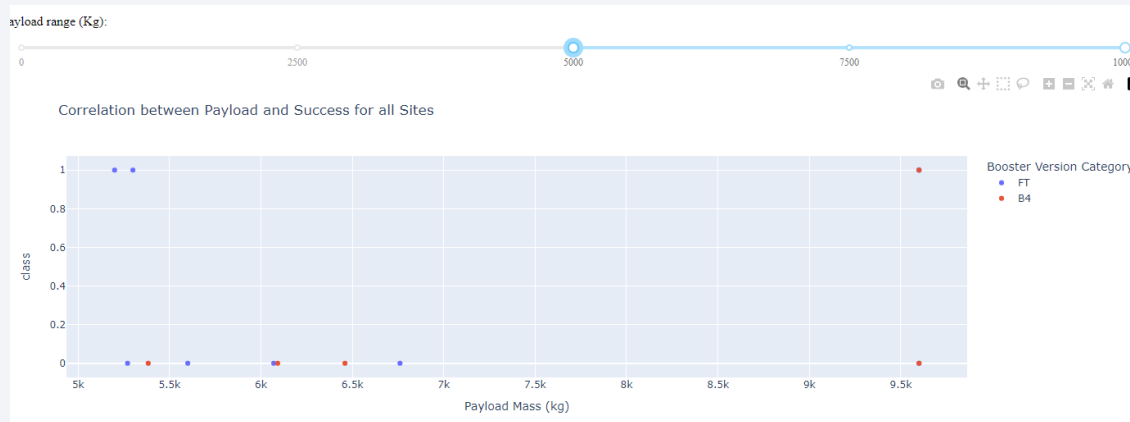 ayload range (Kg):
0 2500 5000 7500 1000
Correlation between Payload and Success for all Sites
Booster Version Category
FT
B4
class
1
0.8
0.6
0.4
0.2
0
5k 5.5k 6k 6.5k 7k 7.5k 8k 8.5k 9k 9.5k
Payload Mass (kg)